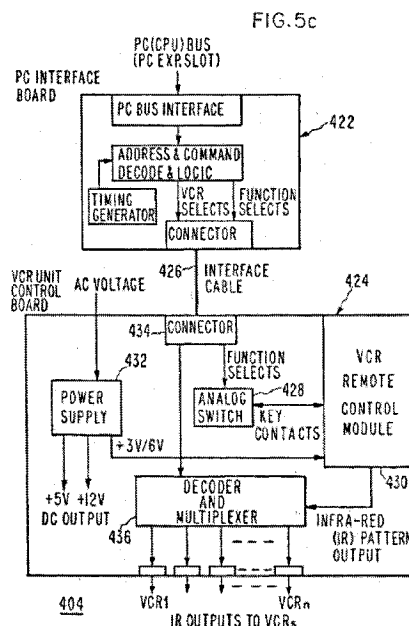 FIG.5c
PC(CPU)BUS
(PC EXP.SLOT)
PC INTERFACE
BOARD
PC BUS INTERFACE
422
ADDRESS & COMMAND
DECODE & LOGIC
TIMING
GENERATOR
VCR
SELECTS
FUNCTION
SELECTS
CONNECTOR
426
INTERFACE
CABLE
VCR UNIT
CONTROL
BOARD
AC VOLTAGE
424
434
CONNECTOR
432
FUNCTION
SELECTS
VCR
REMOTE
CONTROL
MODULE
POWER
SUPPLY
ANALOG
SWITCH
428
KEY
CONTACTS
+3V/6V
430
+5V +12V
DC OUTPUT
DECODER
AND
MULTIPLEXER
436
INFRA-RED
(IR) PATTERN
OUTPUT
404
VCR1
VCRn
IR OUTPUTS TO VCRs